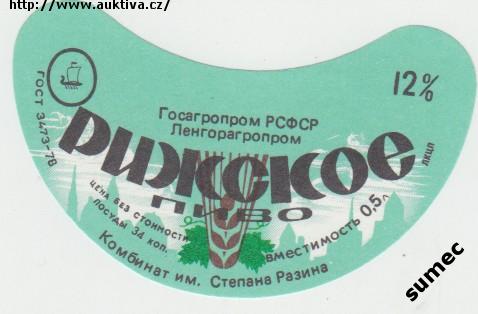 http://www.auktiva.cz/
12%
ГОСТ 3473-78
Госагропром РСФСР
Ленгорагропром
РИЖСКОЕ
ПИВО
ЛКЦП
ЦЕНА БЕЗ СТОИМОСТИ
ПОСУДЫ 34 КОП.
вместимость 0,5л
Комбинат им. Степана Разина
sumec